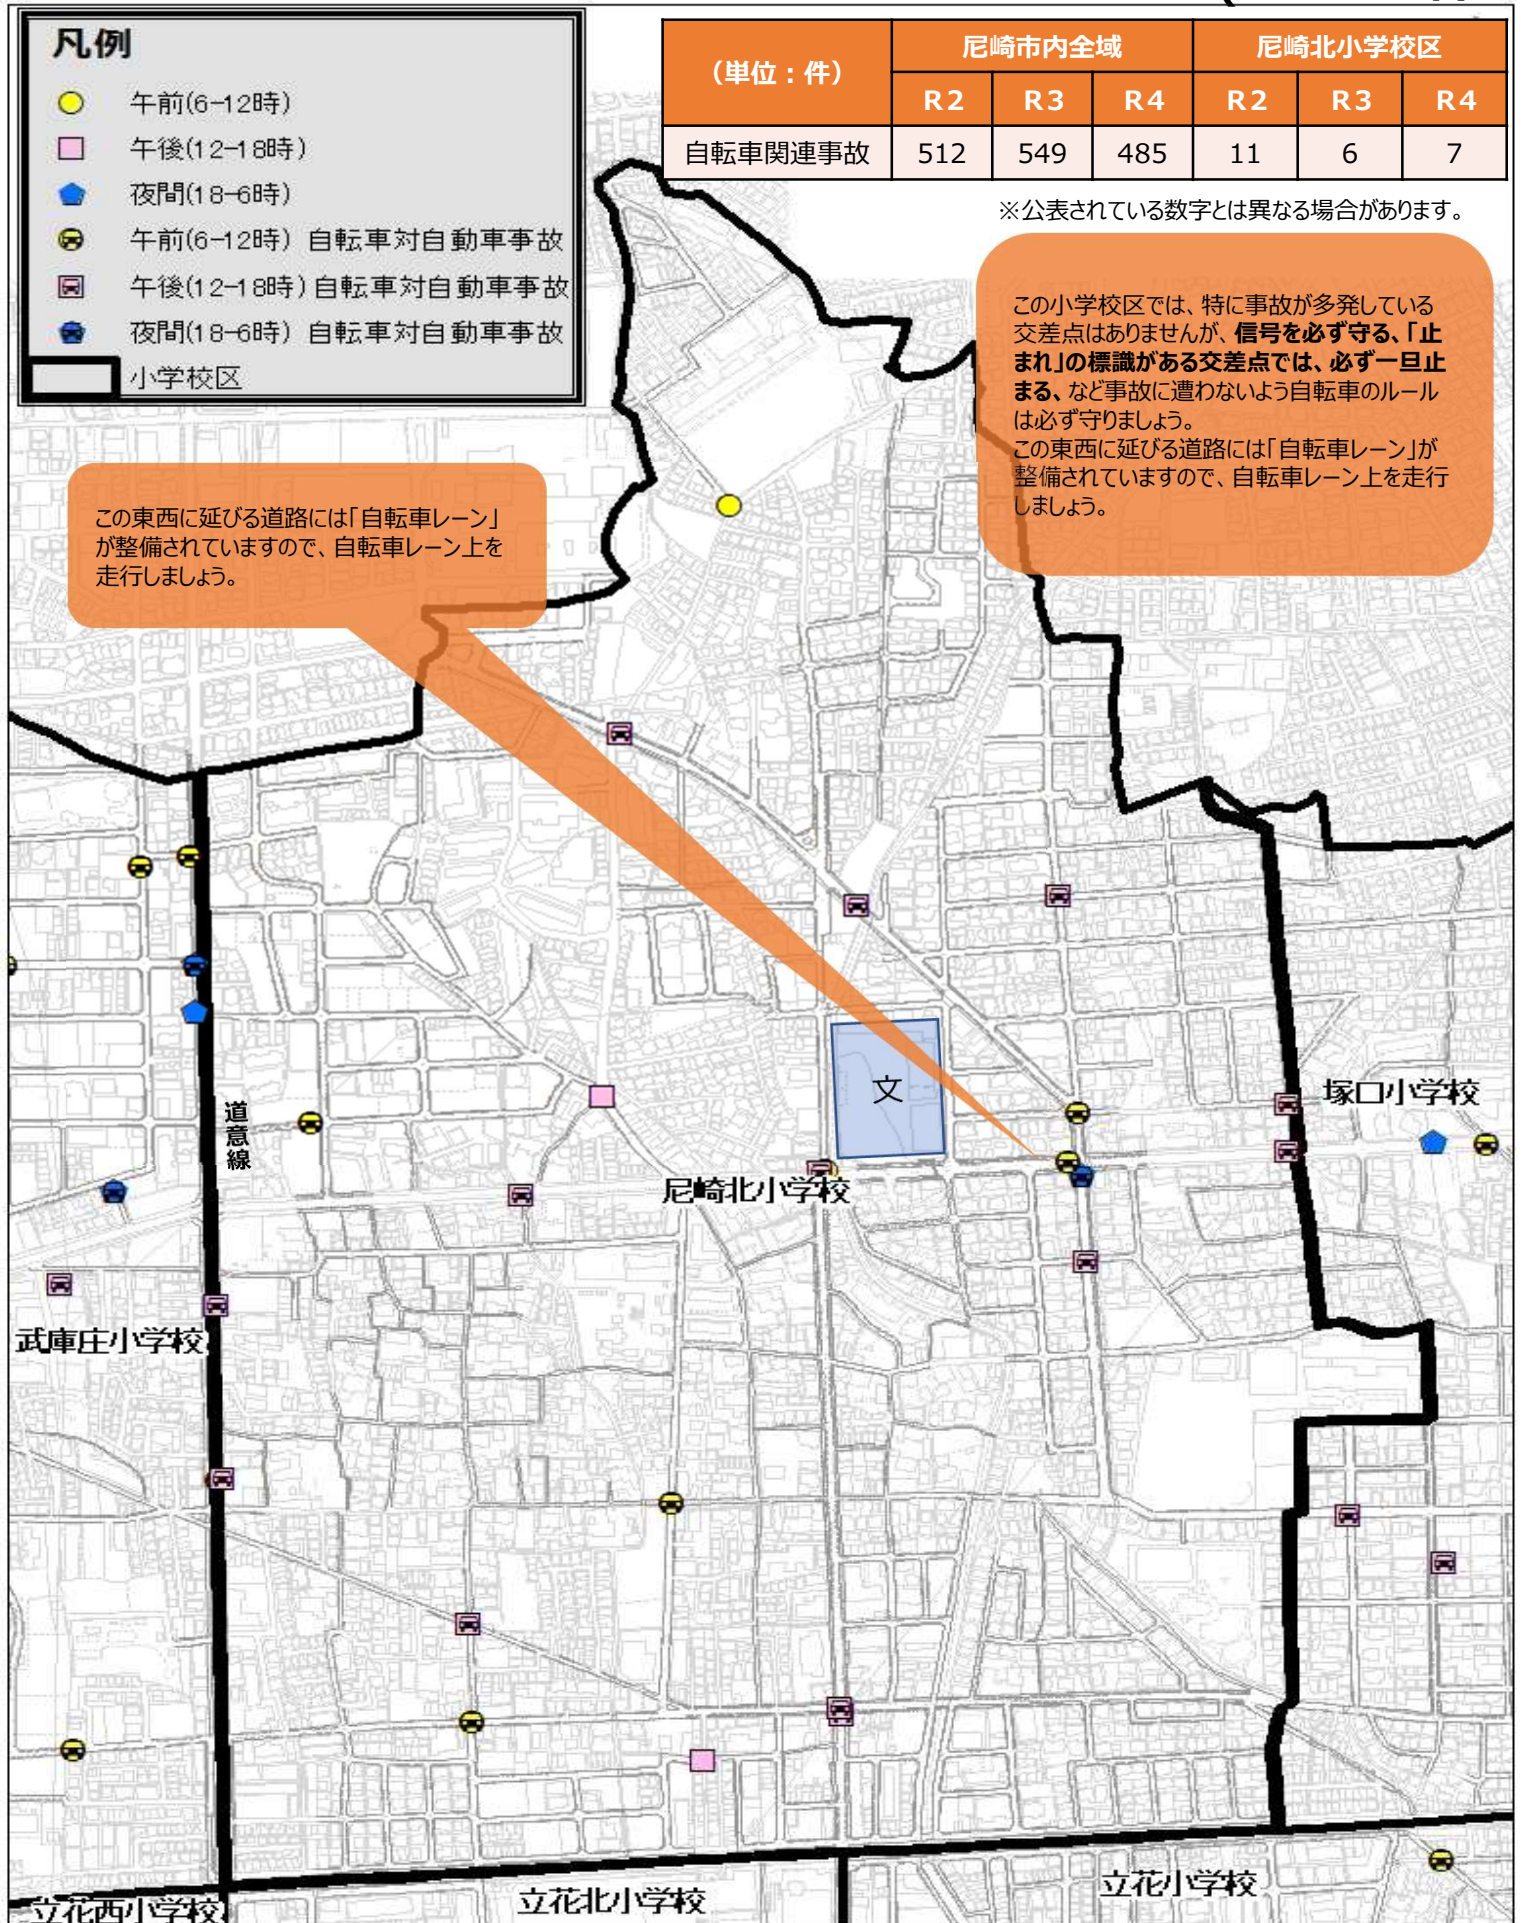 凡例
午前(6-12時)
午後(12-18時)
夜間(18-6時)
午前(6-12時) 自転車対自動車事故
午後(12-18時)自転車対自動車事故
夜間(18-6時) 自転車対自動車事故
小学校区
(単位：件) 尼崎市内全域 尼崎北小学校区
R2 R3 R4 R2 R3 R4
自転車関連事故 512 549 485 11 6 7
※公表されている数字とは異なる場合があります。
この小学校区では、特に事故が多発している
交差点はありませんが、信号を必ず守る、「止
まれ」の標識がある交差点では、必ず一旦止
まる、など事故に遭わないよう自転車のルール
は必ず守りましょう。
この東西に延びる道路には「自転車レーン」が
整備されていますので、自転車レーン上を走行
しましょう。
この東西に延びる道路には「自転車レーン」
が整備されていますので、自転車レーン上を
走行しましょう。
文
塚口小学校
道意線
尼崎北小学校
武庫庄小学校
立花西小学校
立花北小学校
立花小学校